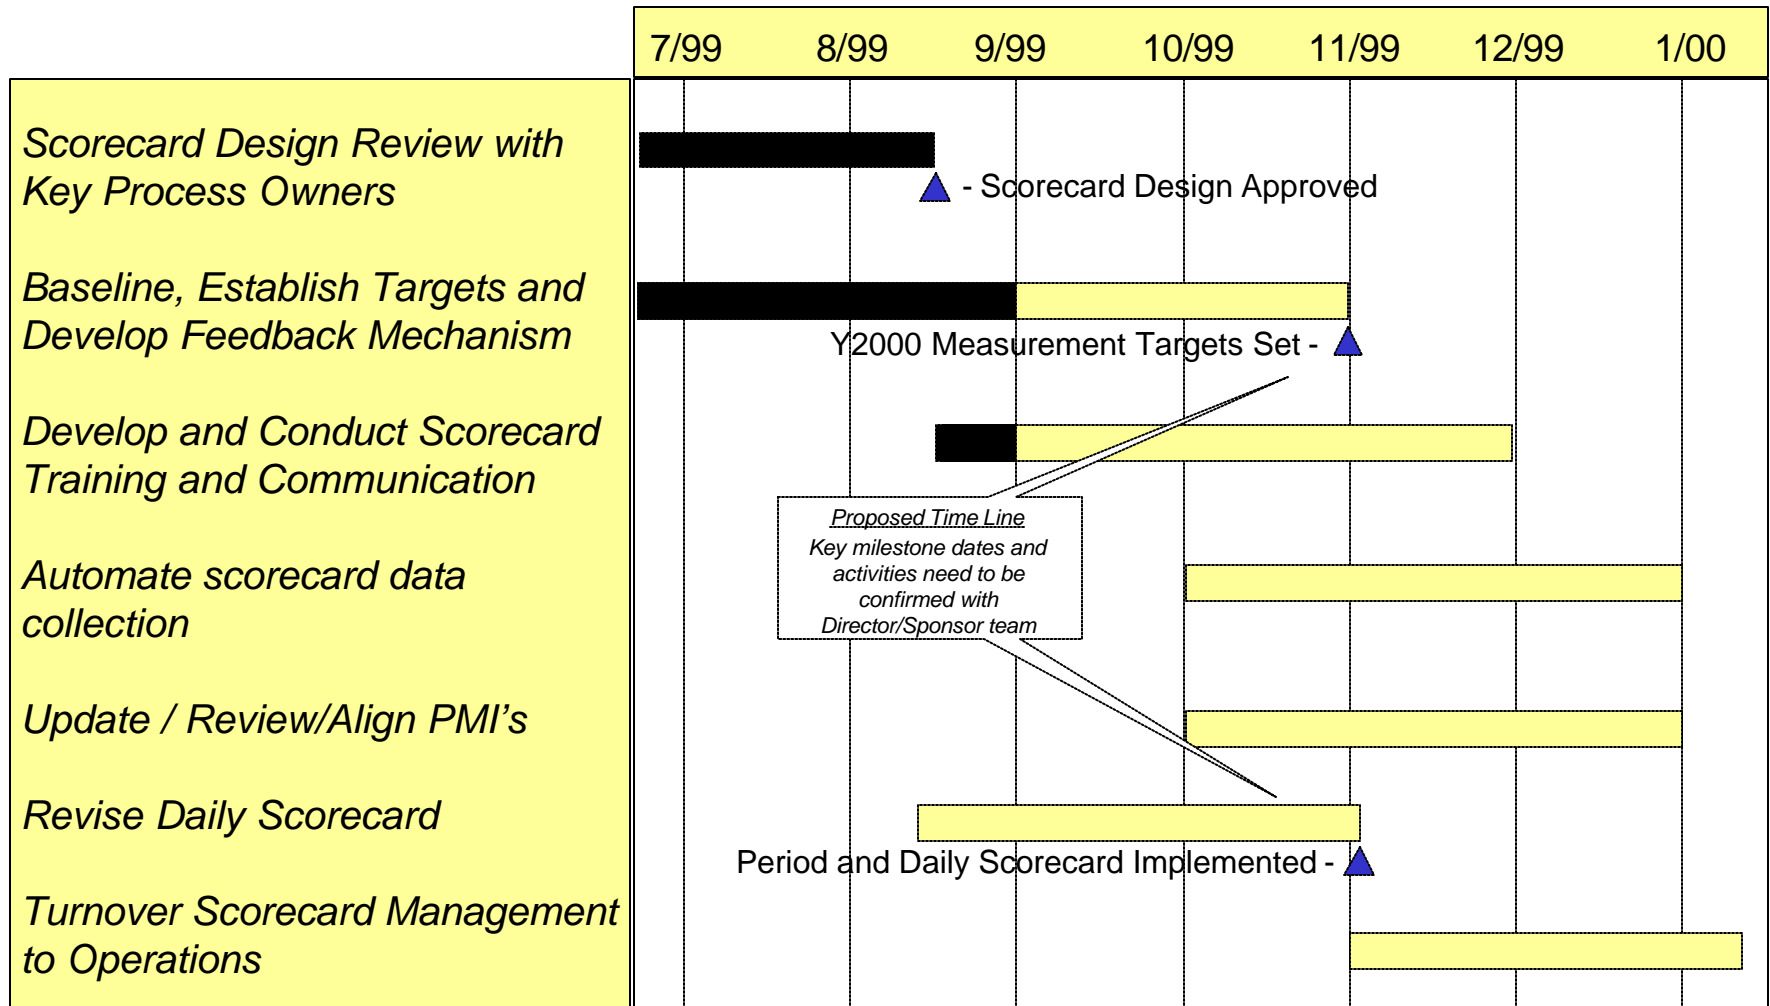 7/99 8/99 9/99 10/99 11/99 12/99 1/00
Scorecard Design Review with
Key Process Owners
- Scorecard Design Approved
Baseline, Establish Targets and
Develop Feedback Mechanism
Y2000 Measurement Targets Set -
Develop and Conduct Scorecard
Training and Communication
Proposed Time Line
Key milestone dates and
activities need to be
confirmed with
Director/Sponsor team
Automate scorecard data
collection
Update / Review/Align PMI’s
Revise Daily Scorecard
Period and Daily Scorecard Implemented -
Turnover Scorecard Management
to Operations